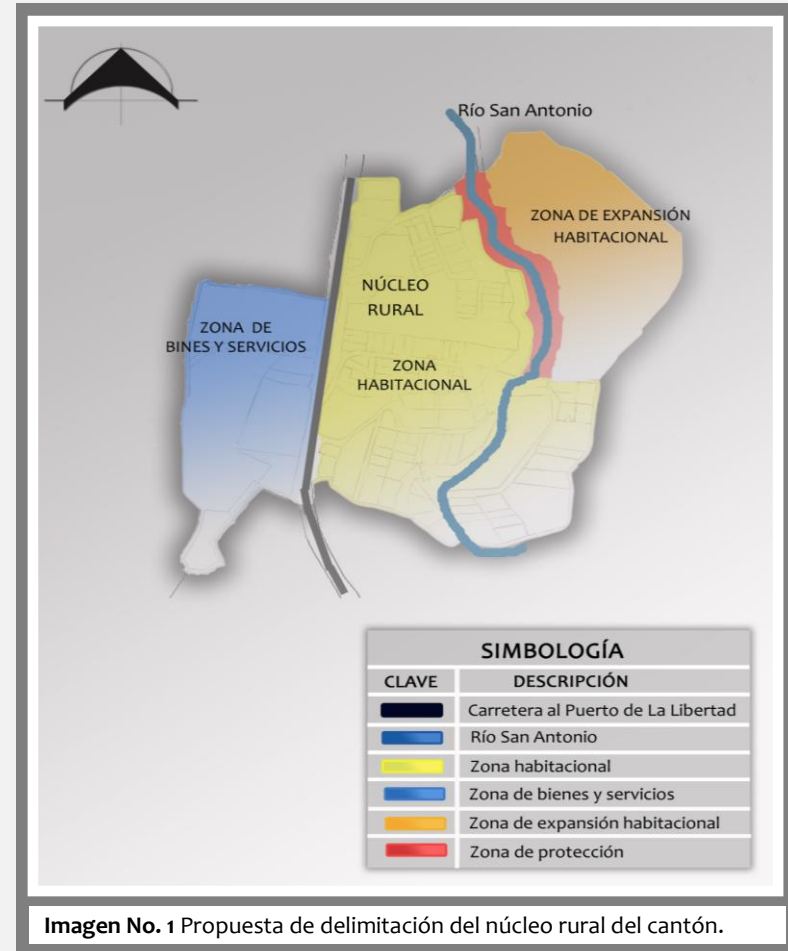 Río San Antonio
ZONA DE EXPANSIÓN
HABITACIONAL
NÚCLEO
RURAL
ZONA DE
BINES Y SERVICIOS
ZONA
HABITACIONAL
SIMBOLOGÍA
CLAVE DESCRIPCIÓN
Carretera al Puerto de La Libertad
Río San Antonio
Zona habitacional
Zona de bienes y servicios
Zona de expansión habitacional
Zona de protección
Imagen No. 1 Propuesta de delimitación del núcleo rural del cantón.